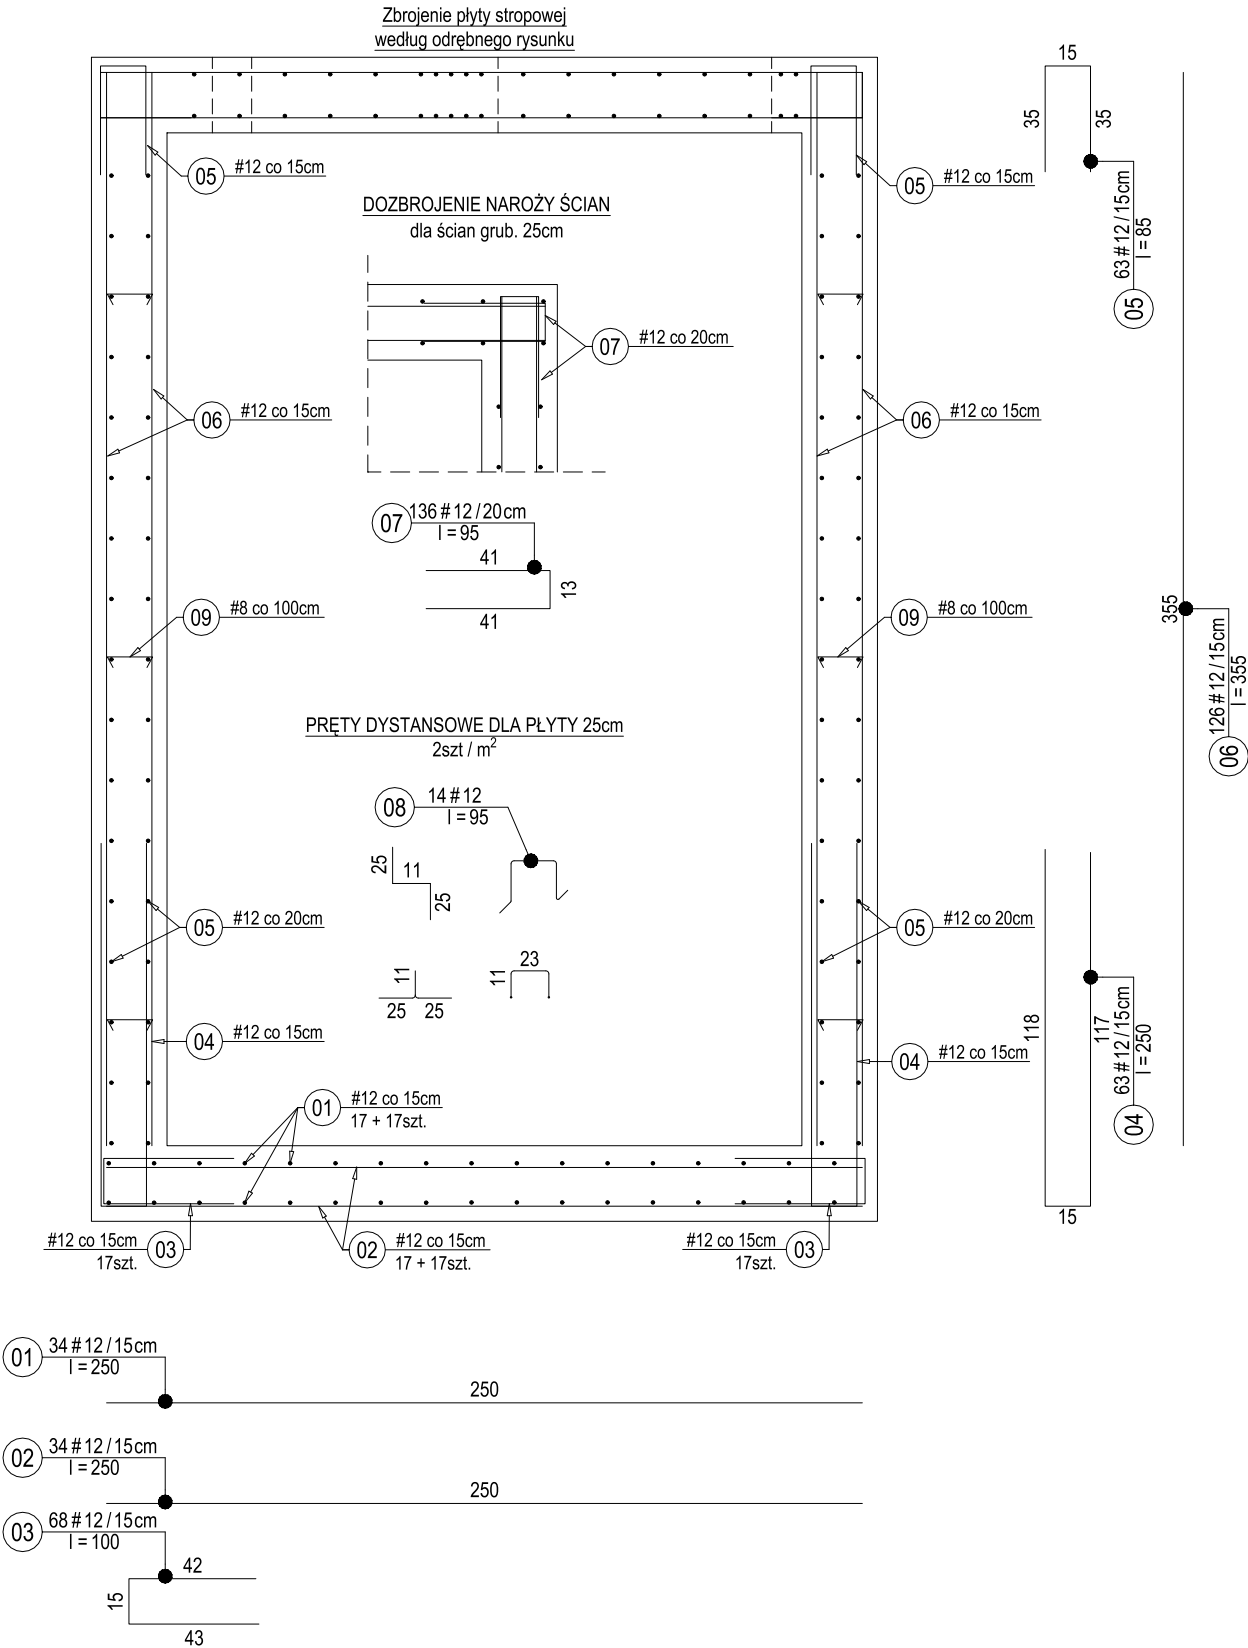 Zbrojenie płyty stropowej
według odrębnego rysunku
05 #12 co 15cm
05 #12 co 15cm
DOZBROJENIE NAROŻY ŚCIAN
dla ścian grub. 25cm
07 #12 co 20cm
06 #12 co 15cm
06 #12 co 15cm
07 136 # 12 / 20cm
l = 95
41
13
41
09 #8 co 100cm
09 #8 co 100cm
PRĘTY DYSTANSOWE DLA PŁYTY 25cm
2szt / m²
08 14 # 12
l = 95
25
11
25
11
25 25
23
11
05 #12 co 20cm
05 #12 co 20cm
04 #12 co 15cm
04 #12 co 15cm
01 #12 co 15cm
17 + 17szt.
#12 co 15cm 03
17szt.
02 #12 co 15cm
17 + 17szt.
#12 co 15cm 03
17szt.
15
35
35
63 # 12 / 15cm
l = 85
05
355
126 # 12 / 15cm
l = 355
06
118
117
63 # 12 / 15cm
l = 250
04
15
01 34 # 12 / 15cm
l = 250
250
02 34 # 12 / 15cm
l = 250
250
03 68 # 12 / 15cm
l = 100
42
15
43